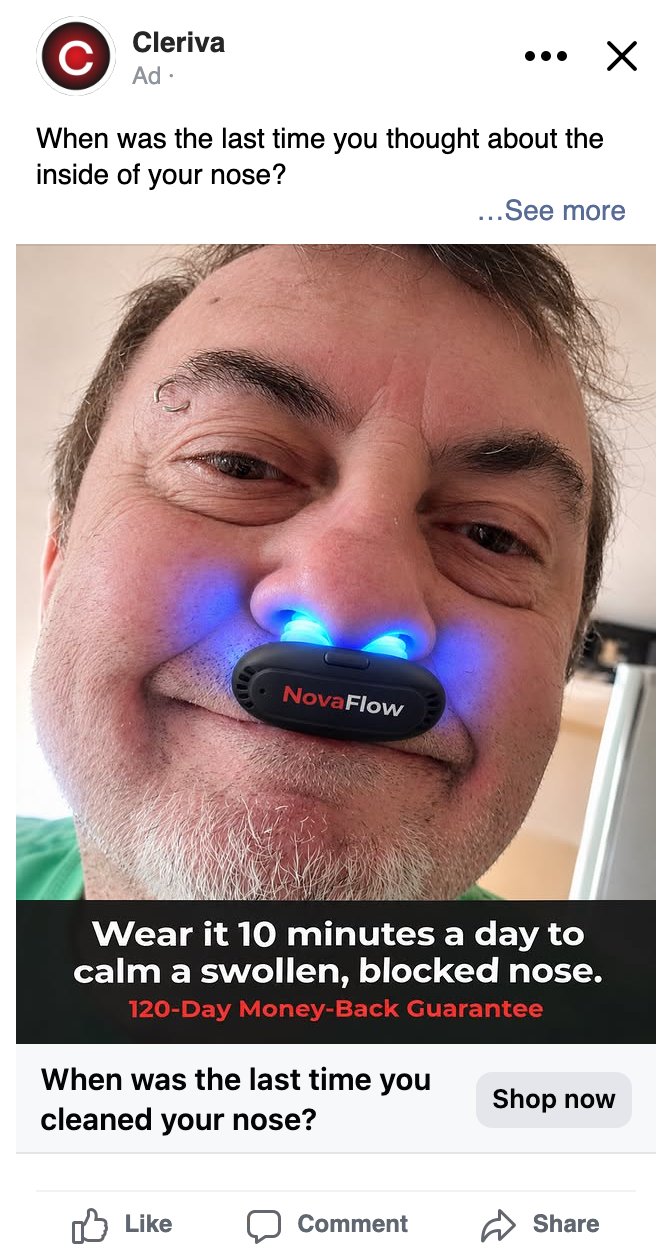 Cleriva
Ad ·
When was the last time you thought about the
inside of your nose?
...See more
NovaFlow
Wear it 10 minutes a day to
calm a swollen, blocked nose.
120-Day Money-Back Guarantee
When was the last time you
cleaned your nose?
Shop now
Like
Comment
Share